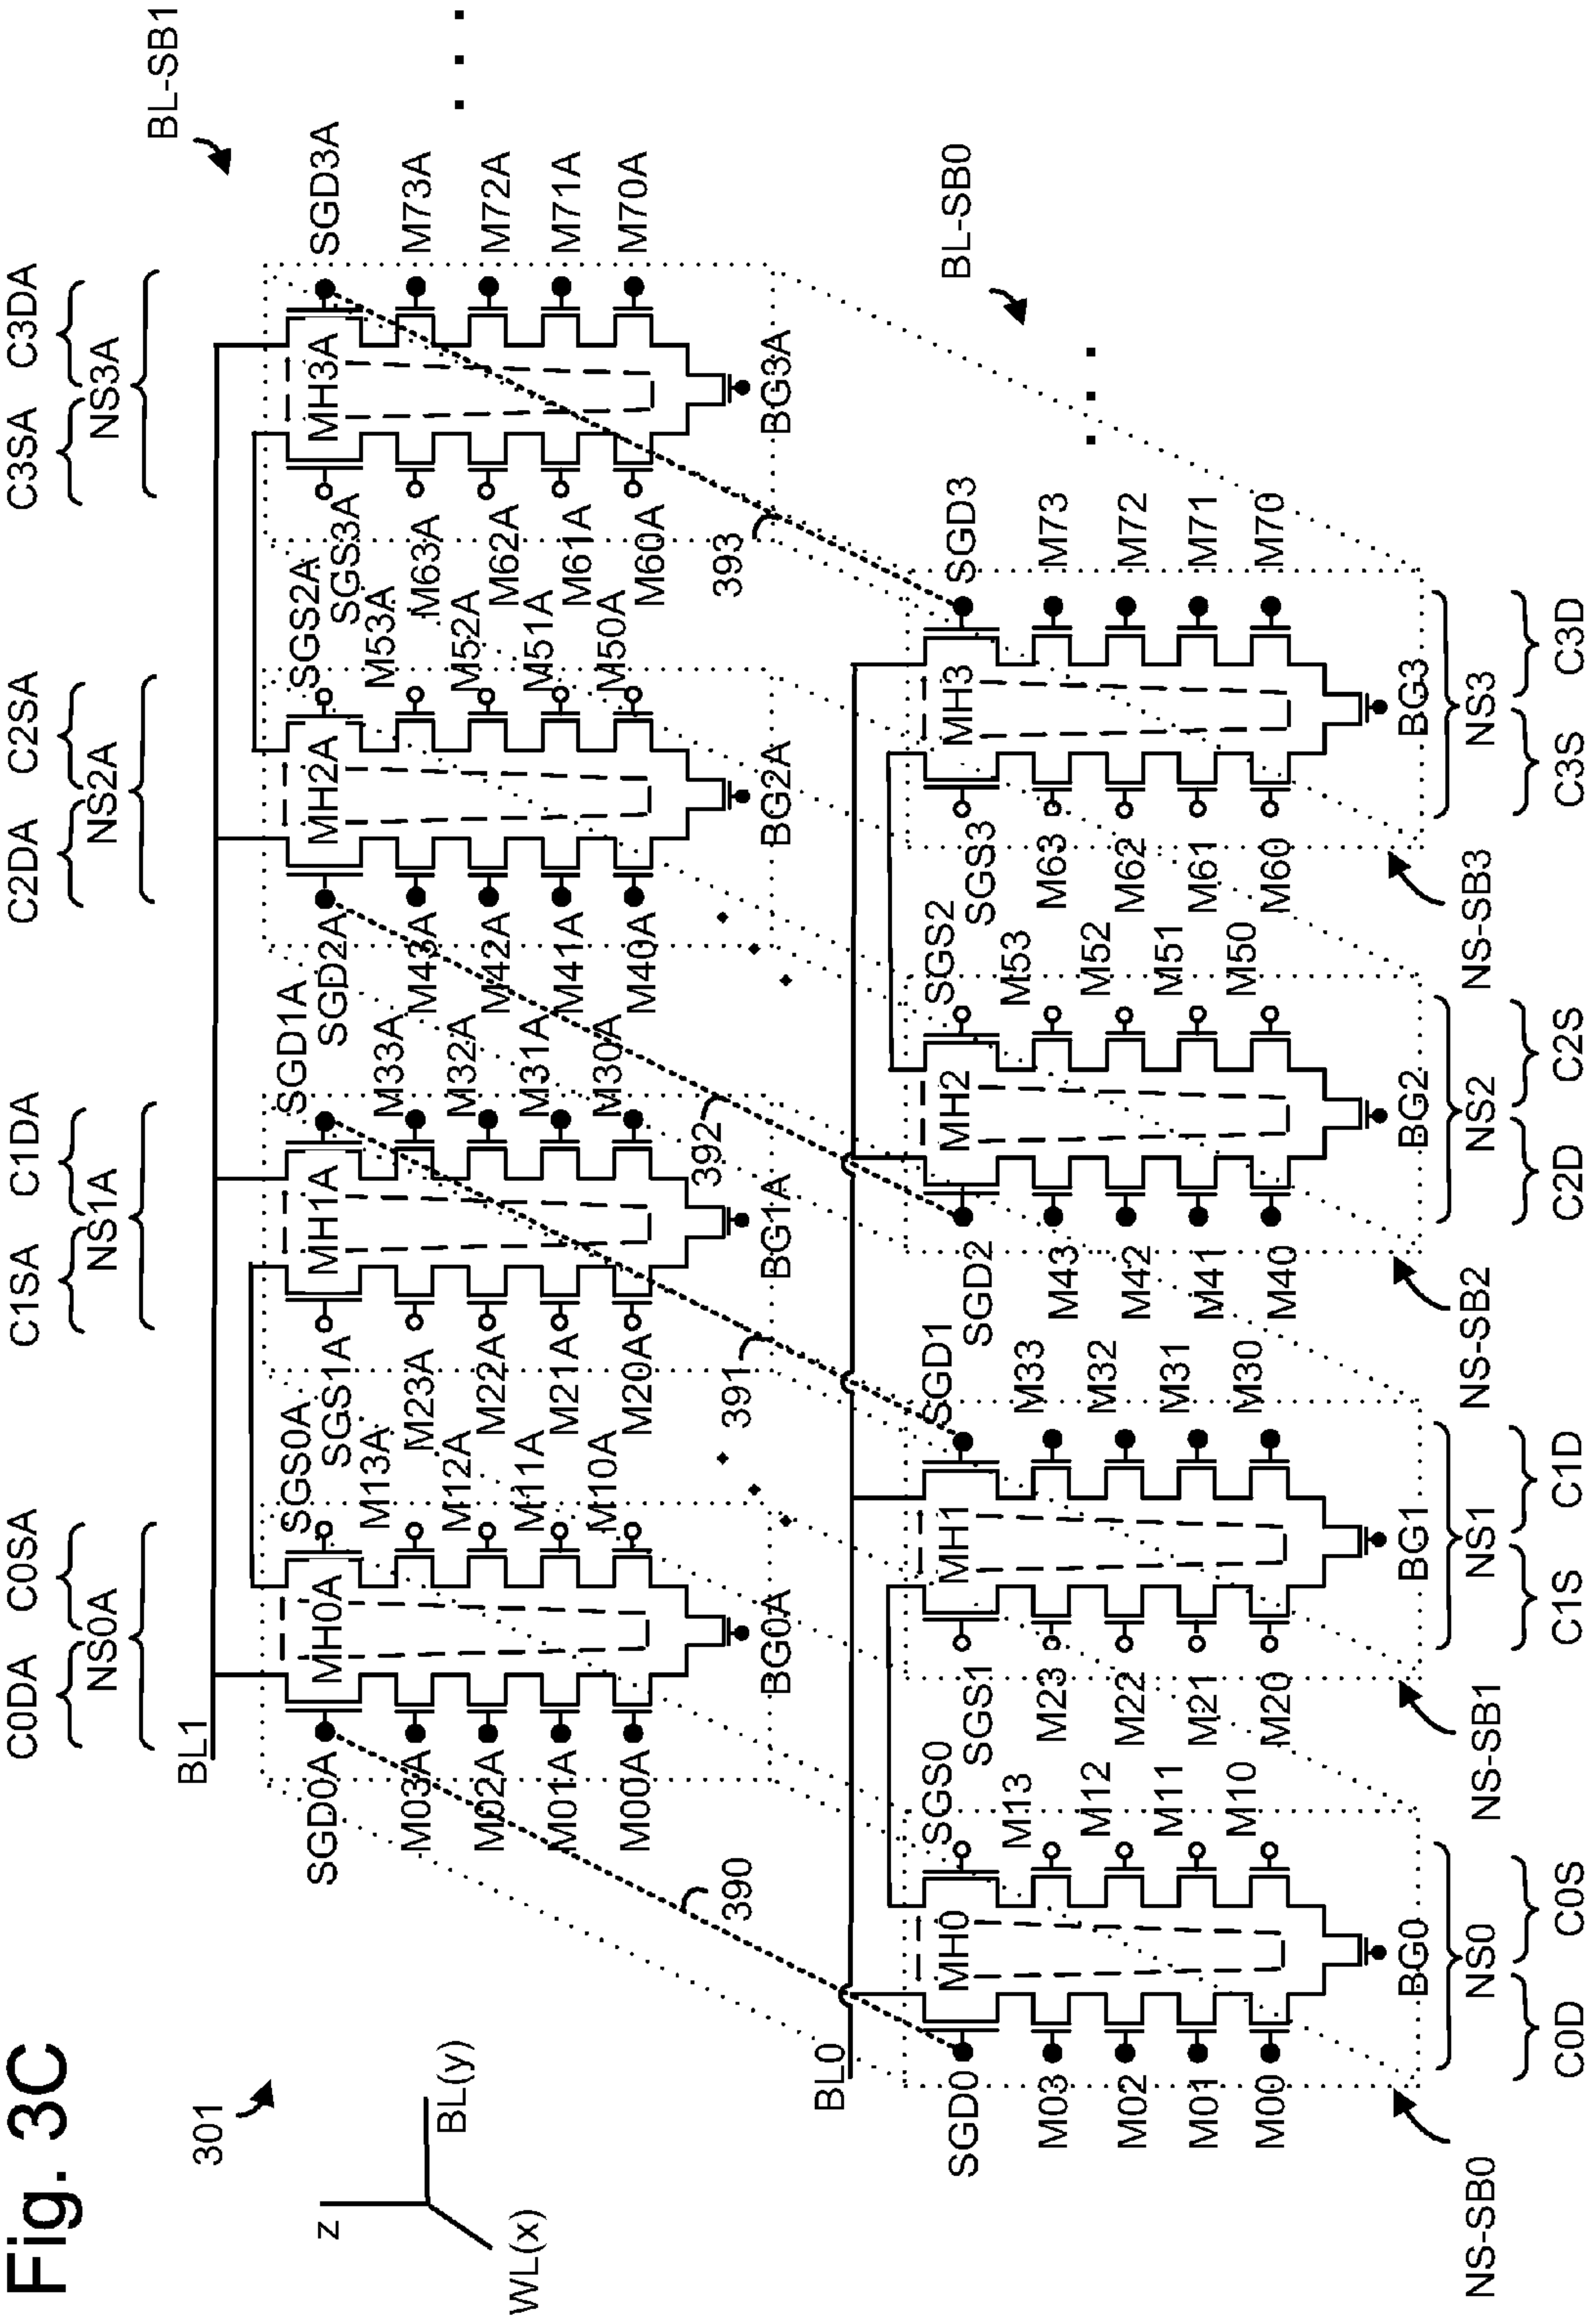 Fig. 3C
301
z
BL(y)
WL(x)
C0DA C0SA C1SA C1DA C2DA C2SA C3SA C3DA
NS0A NS1A NS2A NS3A
BL-SB1
BL1
MH0A MH1A MH2A MH3A
SGD0A SGS0A SGS1A SGD1A SGD2A SGS2A SGS3A SGD3A
M03A M13A M23A M33A M43A M53A M63A M73A
M02A M12A M22A M32A M42A M52A M62A M72A
M01A M11A M21A M31A M41A M51A M61A M71A
M00A M10A M20A M30A M40A M50A M60A M70A
BG0A BG1A BG2A BG3A
390 391 392 393
BL-SB0
BL0
MH0 MH1 MH2 MH3
SGD0 SGS0 SGS1 SGD1 SGD2 SGS2 SGS3 SGD3
M03 M13 M23 M33 M43 M53 M63 M73
M02 M12 M22 M32 M42 M52 M62 M72
M01 M11 M21 M31 M41 M51 M61 M71
M00 M10 M20 M30 M40 M50 M60 M70
BG0 BG1 BG2 BG3
NS0 NS1 NS2 NS3
NS-SB0 NS-SB1 NS-SB2 NS-SB3
C0D C0S C1S C1D C2D C2S C3S C3D